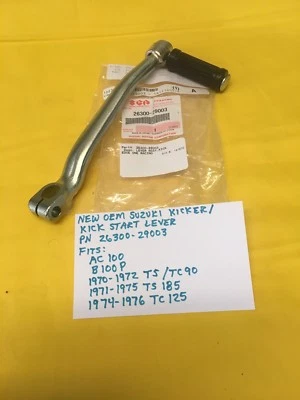 26300-29003
NEW OEM SUZUKI KICKER/
KICK START LEVER
PN 26300-29003
FITS:
AC 100
B100P
1970-1972 TS/TC90
1971-1975 TS 185
1974-1976 TC 125